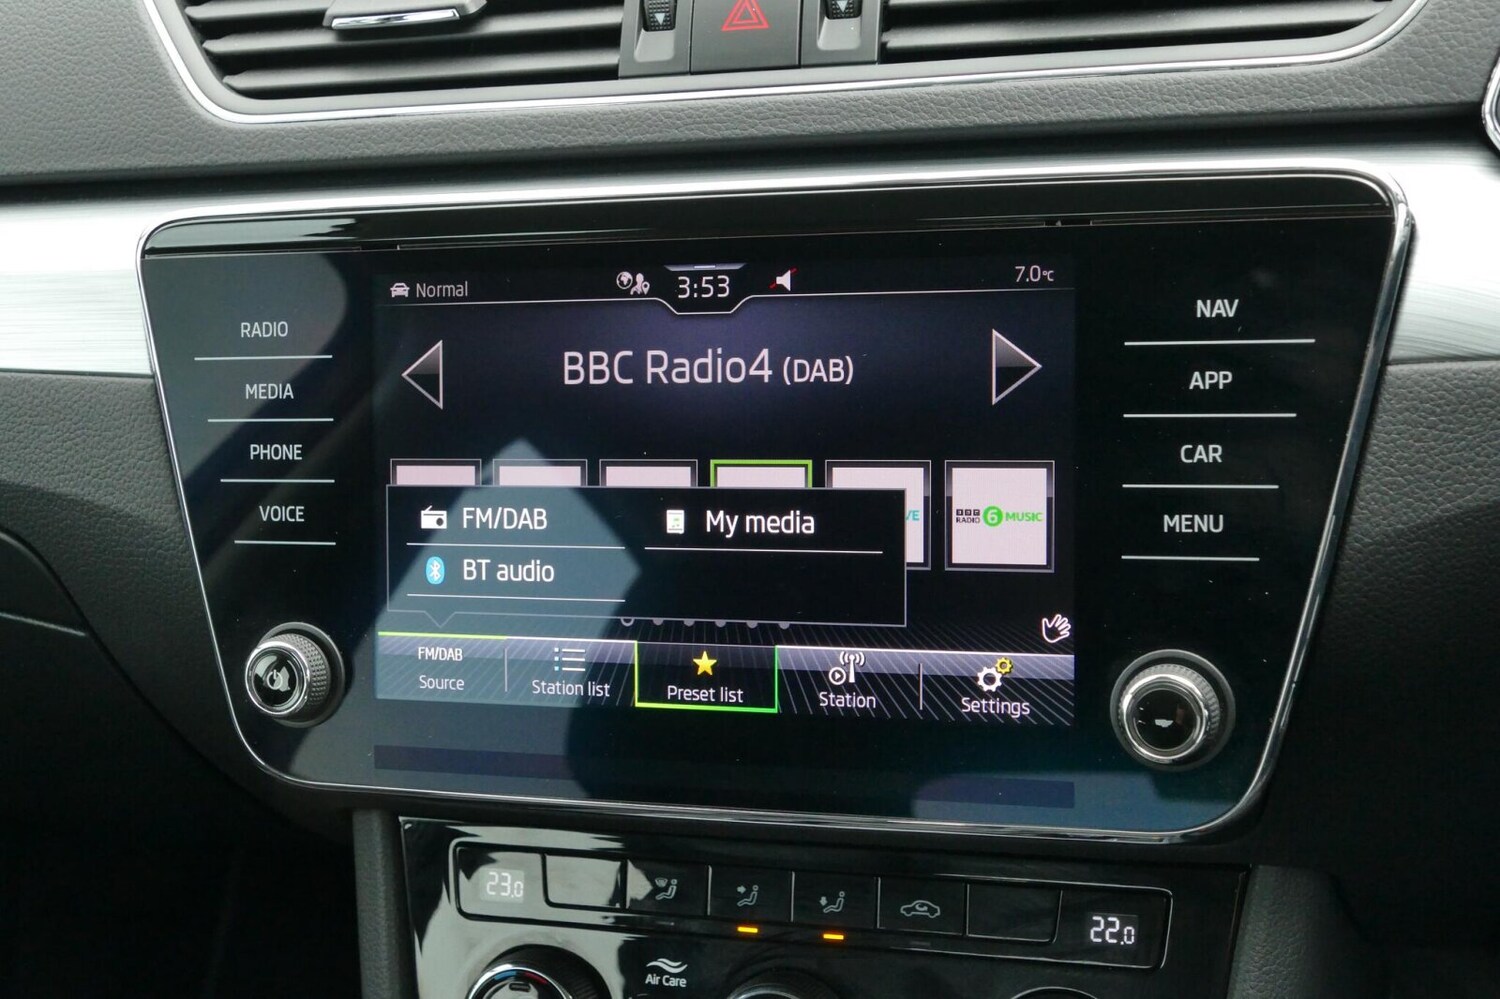 Normal
3:53
7.0°C
BBC Radio4 (DAB)
RADIO
MEDIA
PHONE
VOICE
NAV
APP
CAR
MENU
BBC
RADIO 6 MUSIC
FM/DAB
My media
BT audio
FM/DAB
Source
Station list
Preset list
Station
Settings
23.0
22.0
Air Care